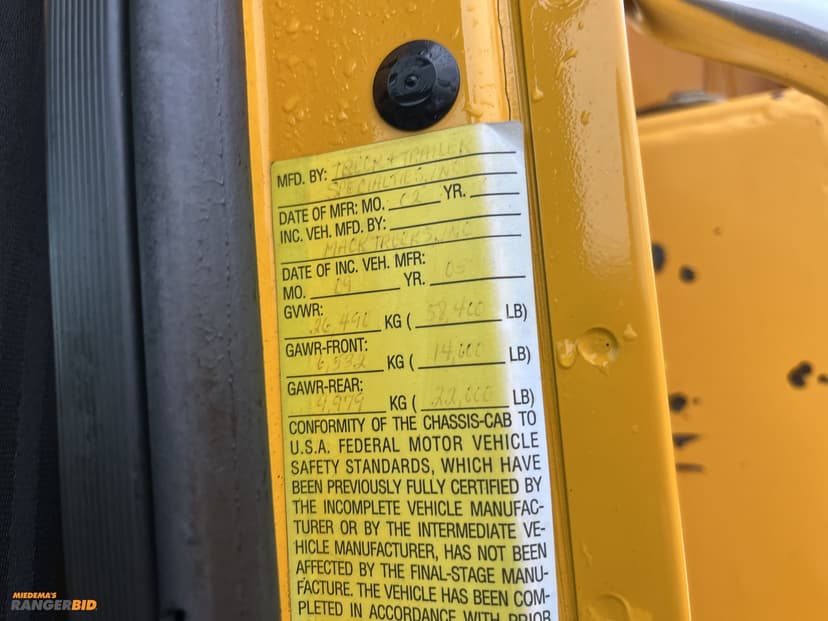 MFD. BY: TRUCK & TRAILER
SPECIALTIES, INC
DATE OF MFR: MO. 02 YR.
INC. VEH. MFD. BY:
MACK TRUCKS, INC
DATE OF INC. VEH. MFR:
MO. 04 YR. 05
GVWR:
26,490 KG ( 58,400 LB)
GAWR-FRONT:
KG ( LB)
GAWR-REAR:
9,979 KG ( 22,000 LB)
CONFORMITY OF THE CHASSIS-CAB TO
U.S.A. FEDERAL MOTOR VEHICLE
SAFETY STANDARDS, WHICH HAVE
BEEN PREVIOUSLY FULLY CERTIFIED BY
THE INCOMPLETE VEHICLE MANUFAC-
TURER OR BY THE INTERMEDIATE VE-
HICLE MANUFACTURER, HAS NOT BEEN
AFFECTED BY THE FINAL-STAGE MANU-
FACTURE. THE VEHICLE HAS BEEN COM-
PLETED IN ACCORDANCE WITH PRIOR
MIEDEMA'S
RANGERBID